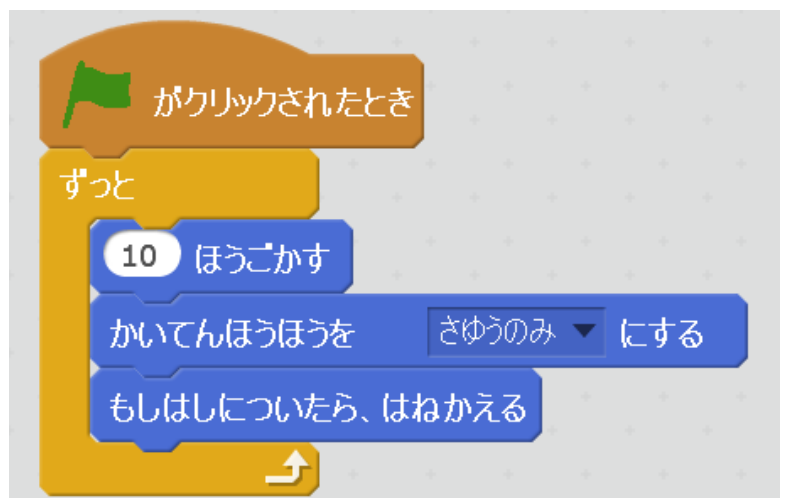 がクリックされたとき
ずっと
10 ほうごかす
かいてんほうほうを さゆうのみ にする
もしはしについたら、はねかえる